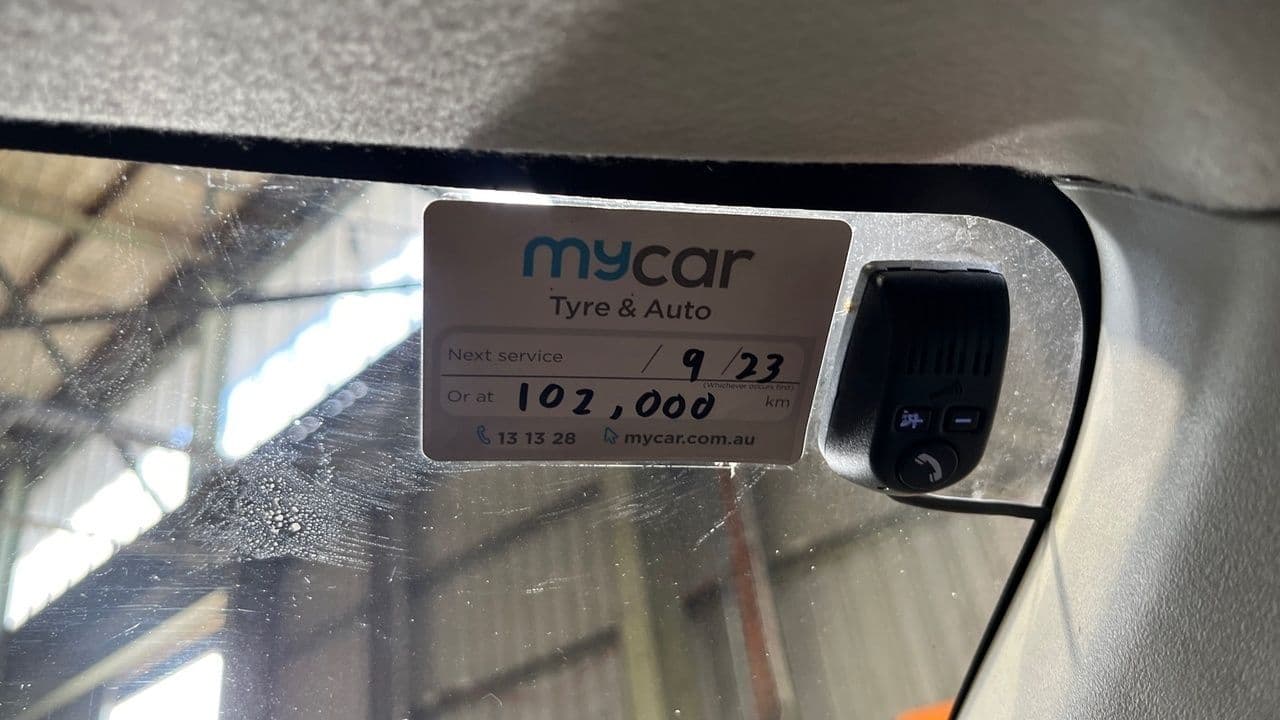 mycar
Tyre & Auto
Next service / 9 / 23
(Whichever occurs first)
Or at 102,000 km
13 13 28 mycar.com.au